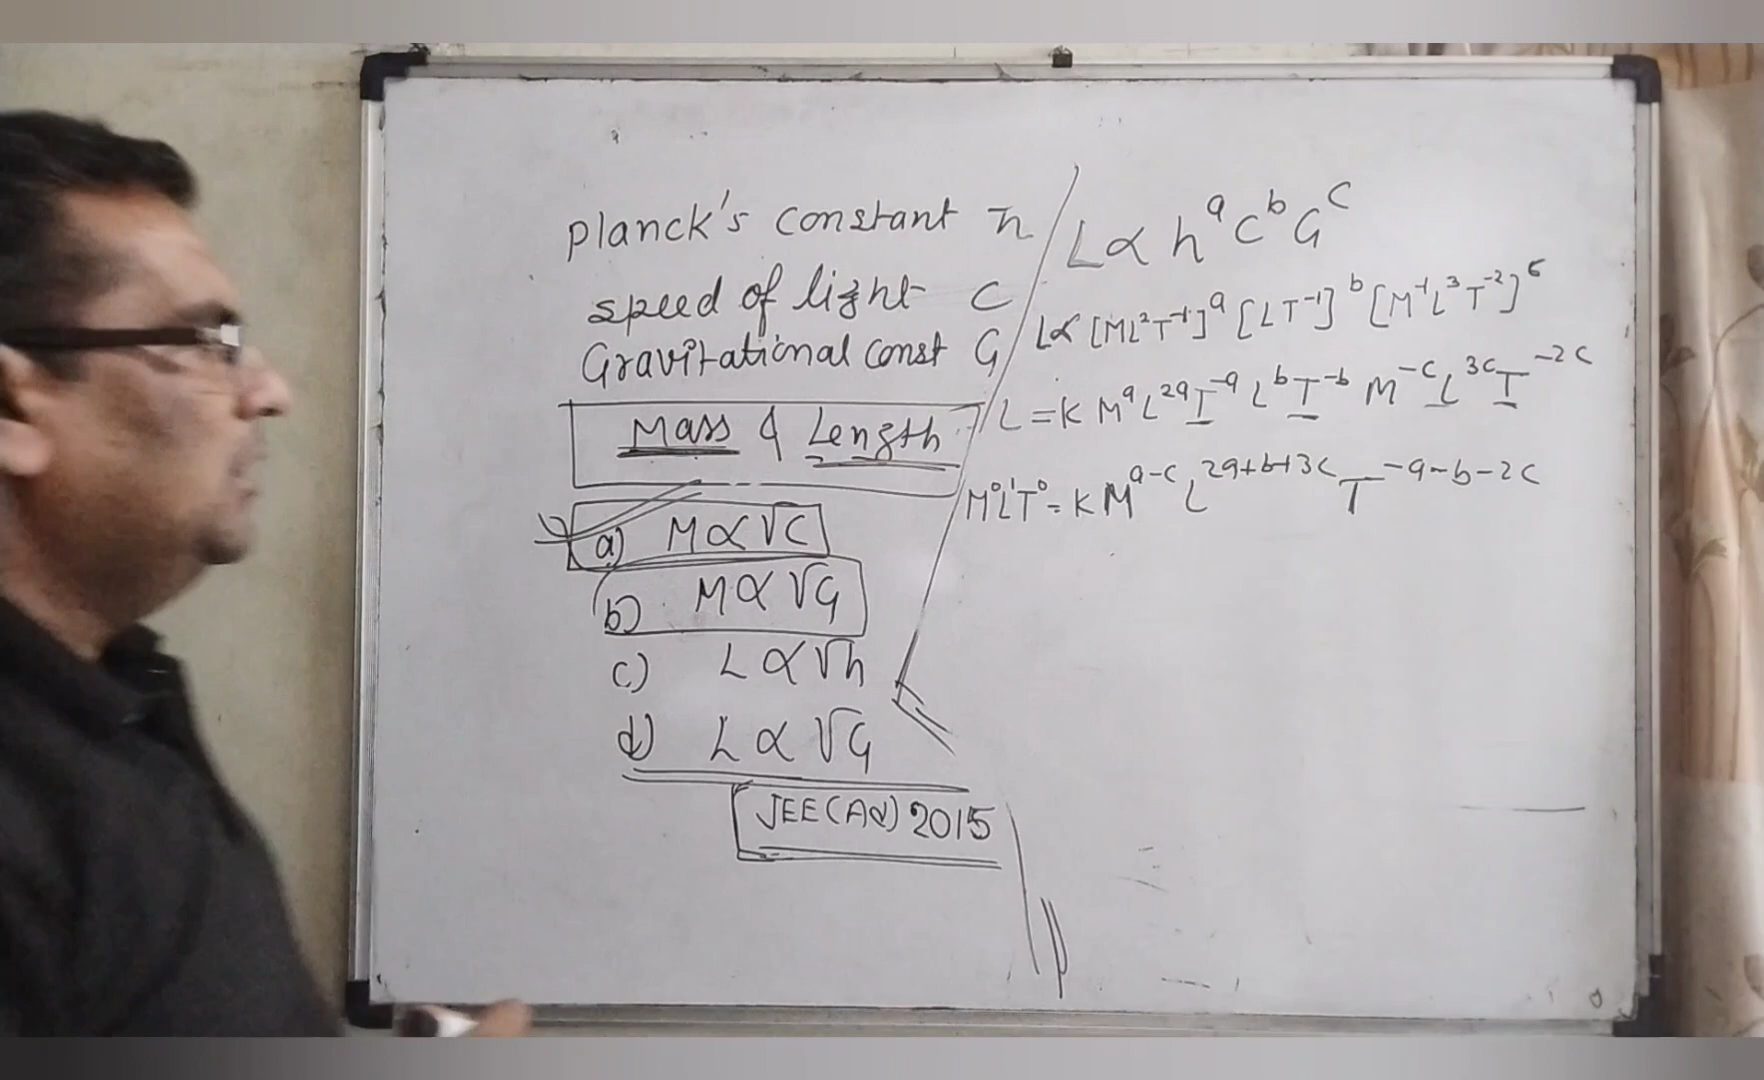 Planck's constant h
speed of light C
Gravitational const G
Mass & Length
a) M ∝ √C
b) M ∝ √G
c) L ∝ √h
d) L ∝ √G
JEE(Ad) 2015
L ∝ h^a C^b G^c
L ∝ [ML²T⁻¹]^a [LT⁻¹]^b [M⁻¹L³T⁻²]^c
L = K M^a L^2a T^-a L^b T^-b M^-c L^3c T^-2c
M⁰L¹T⁰ = K M^a-c L^2a+b+3c T^-a-b-2c